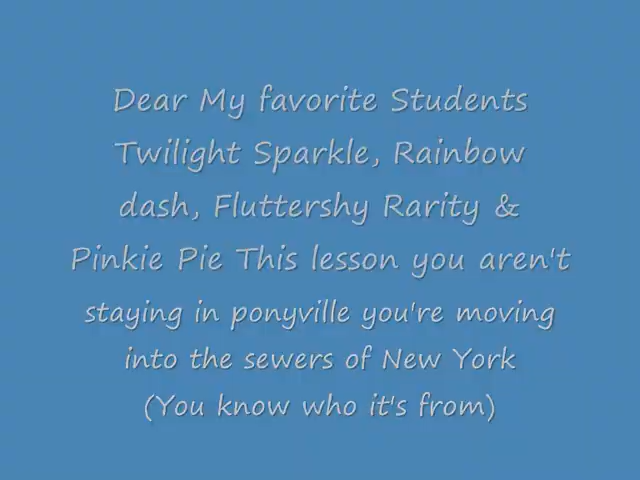 Dear My favorite Students
Twilight Sparkle, Rainbow
dash, Fluttershy Rarity &
Pinkie Pie This lesson you aren't
staying in ponyville you're moving
into the sewers of New York
(You know who it's from)